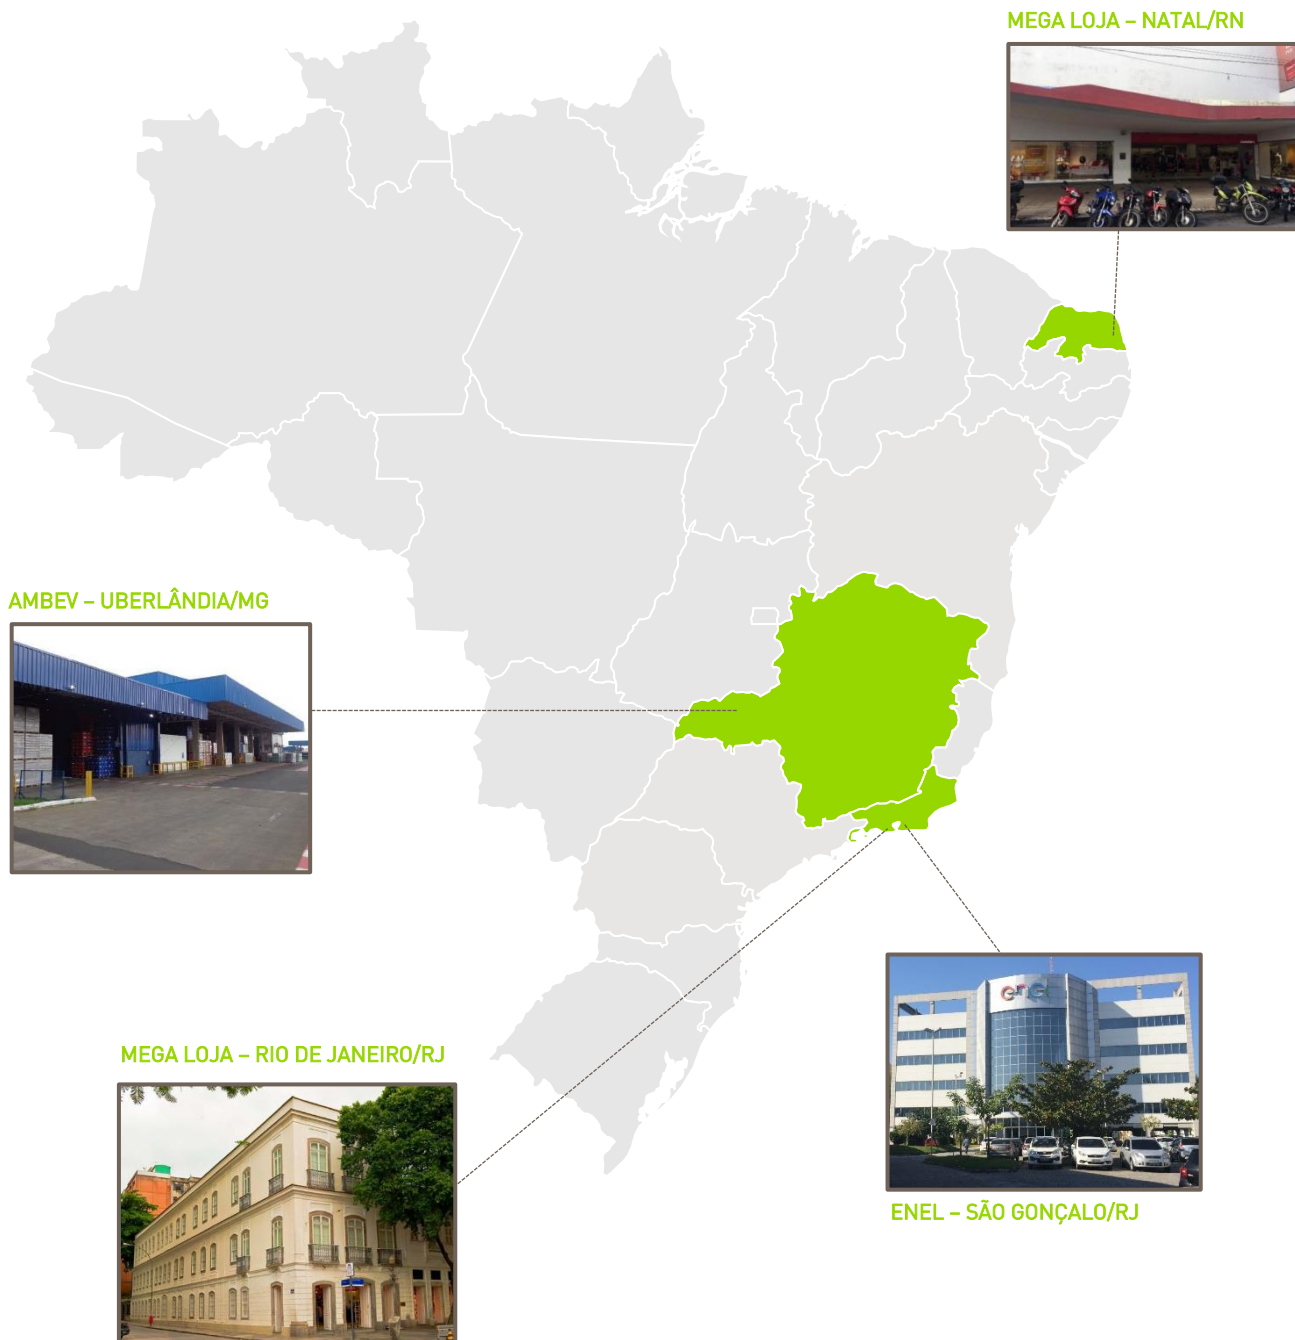 MEGA LOJA – NATAL/RN
AMBEV – UBERLÂNDIA/MG
MEGA LOJA – RIO DE JANEIRO/RJ
enel
ENEL – SÃO GONÇALO/RJ